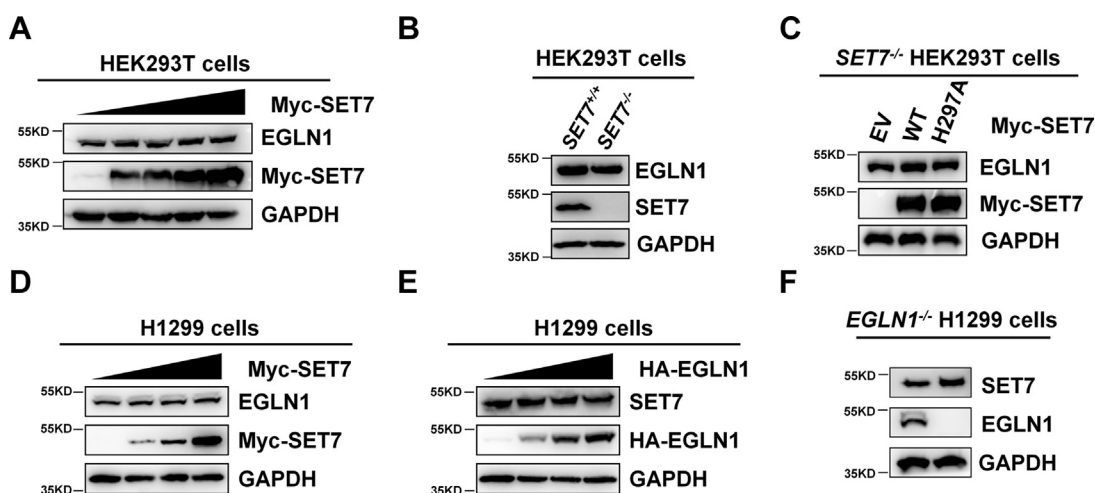 A
HEK293T cells
Myc-SET7
55KD
EGLN1
55KD
Myc-SET7
GAPDH
35KD
B
HEK293T cells
SET7+/+
SET7-/-
55KD
EGLN1
55KD
SET7
GAPDH
35KD
C
SET7-/- HEK293T cells
EV
WT
H297A
Myc-SET7
55KD
EGLN1
55KD
Myc-SET7
GAPDH
35KD
D
H1299 cells
Myc-SET7
55KD
EGLN1
55KD
Myc-SET7
GAPDH
35KD
E
H1299 cells
HA-EGLN1
55KD
SET7
55KD
HA-EGLN1
GAPDH
35KD
F
EGLN1-/- H1299 cells
55KD
SET7
55KD
EGLN1
GAPDH
35KD